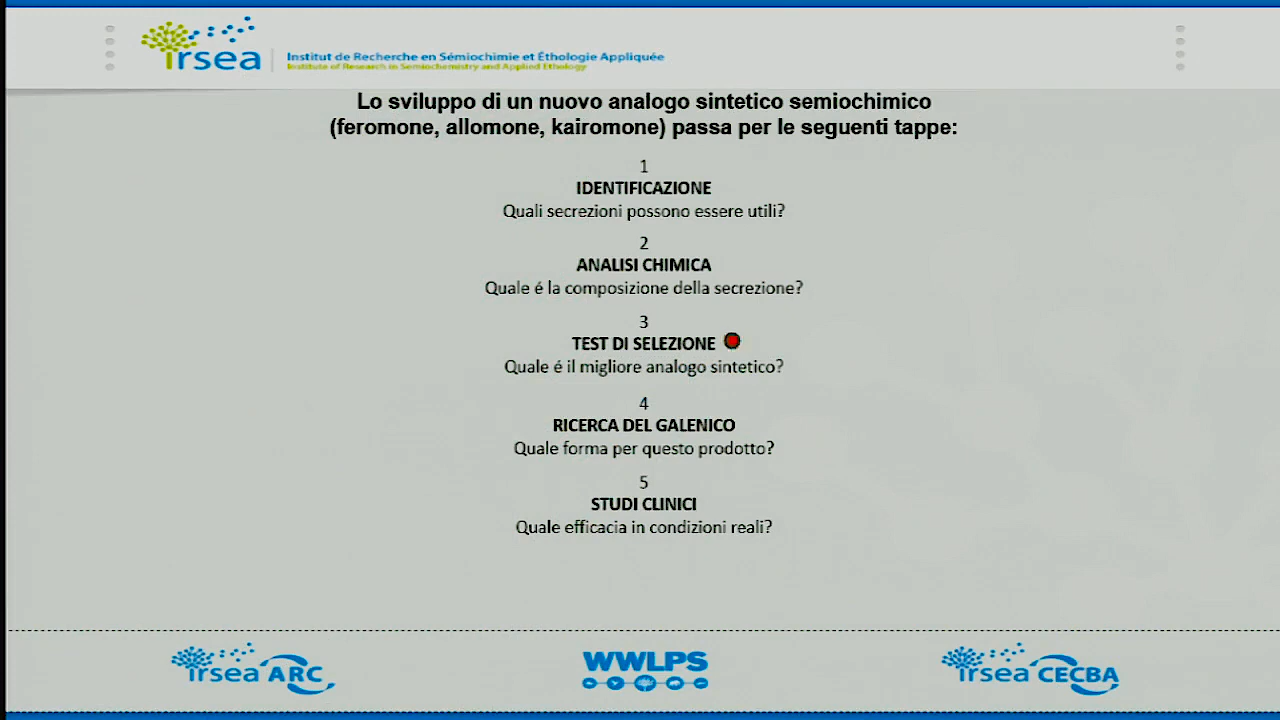 irsea
Institut de Recherche en Sémiochimie et Éthologie Appliquée
Institute of Research in Semiochemistry and Applied Ethology
Lo sviluppo di un nuovo analogo sintetico semiochimico
(feromone, allomone, kairomone) passa per le seguenti tappe:
1
IDENTIFICAZIONE
Quali secrezioni possono essere utili?
2
ANALISI CHIMICA
Quale é la composizione della secrezione?
3
TEST DI SELEZIONE
Quale é il migliore analogo sintetico?
4
RICERCA DEL GALENICO
Quale forma per questo prodotto?
5
STUDI CLINICI
Quale efficacia in condizioni reali?
irsea ARC
WWLPS
irsea CECBA